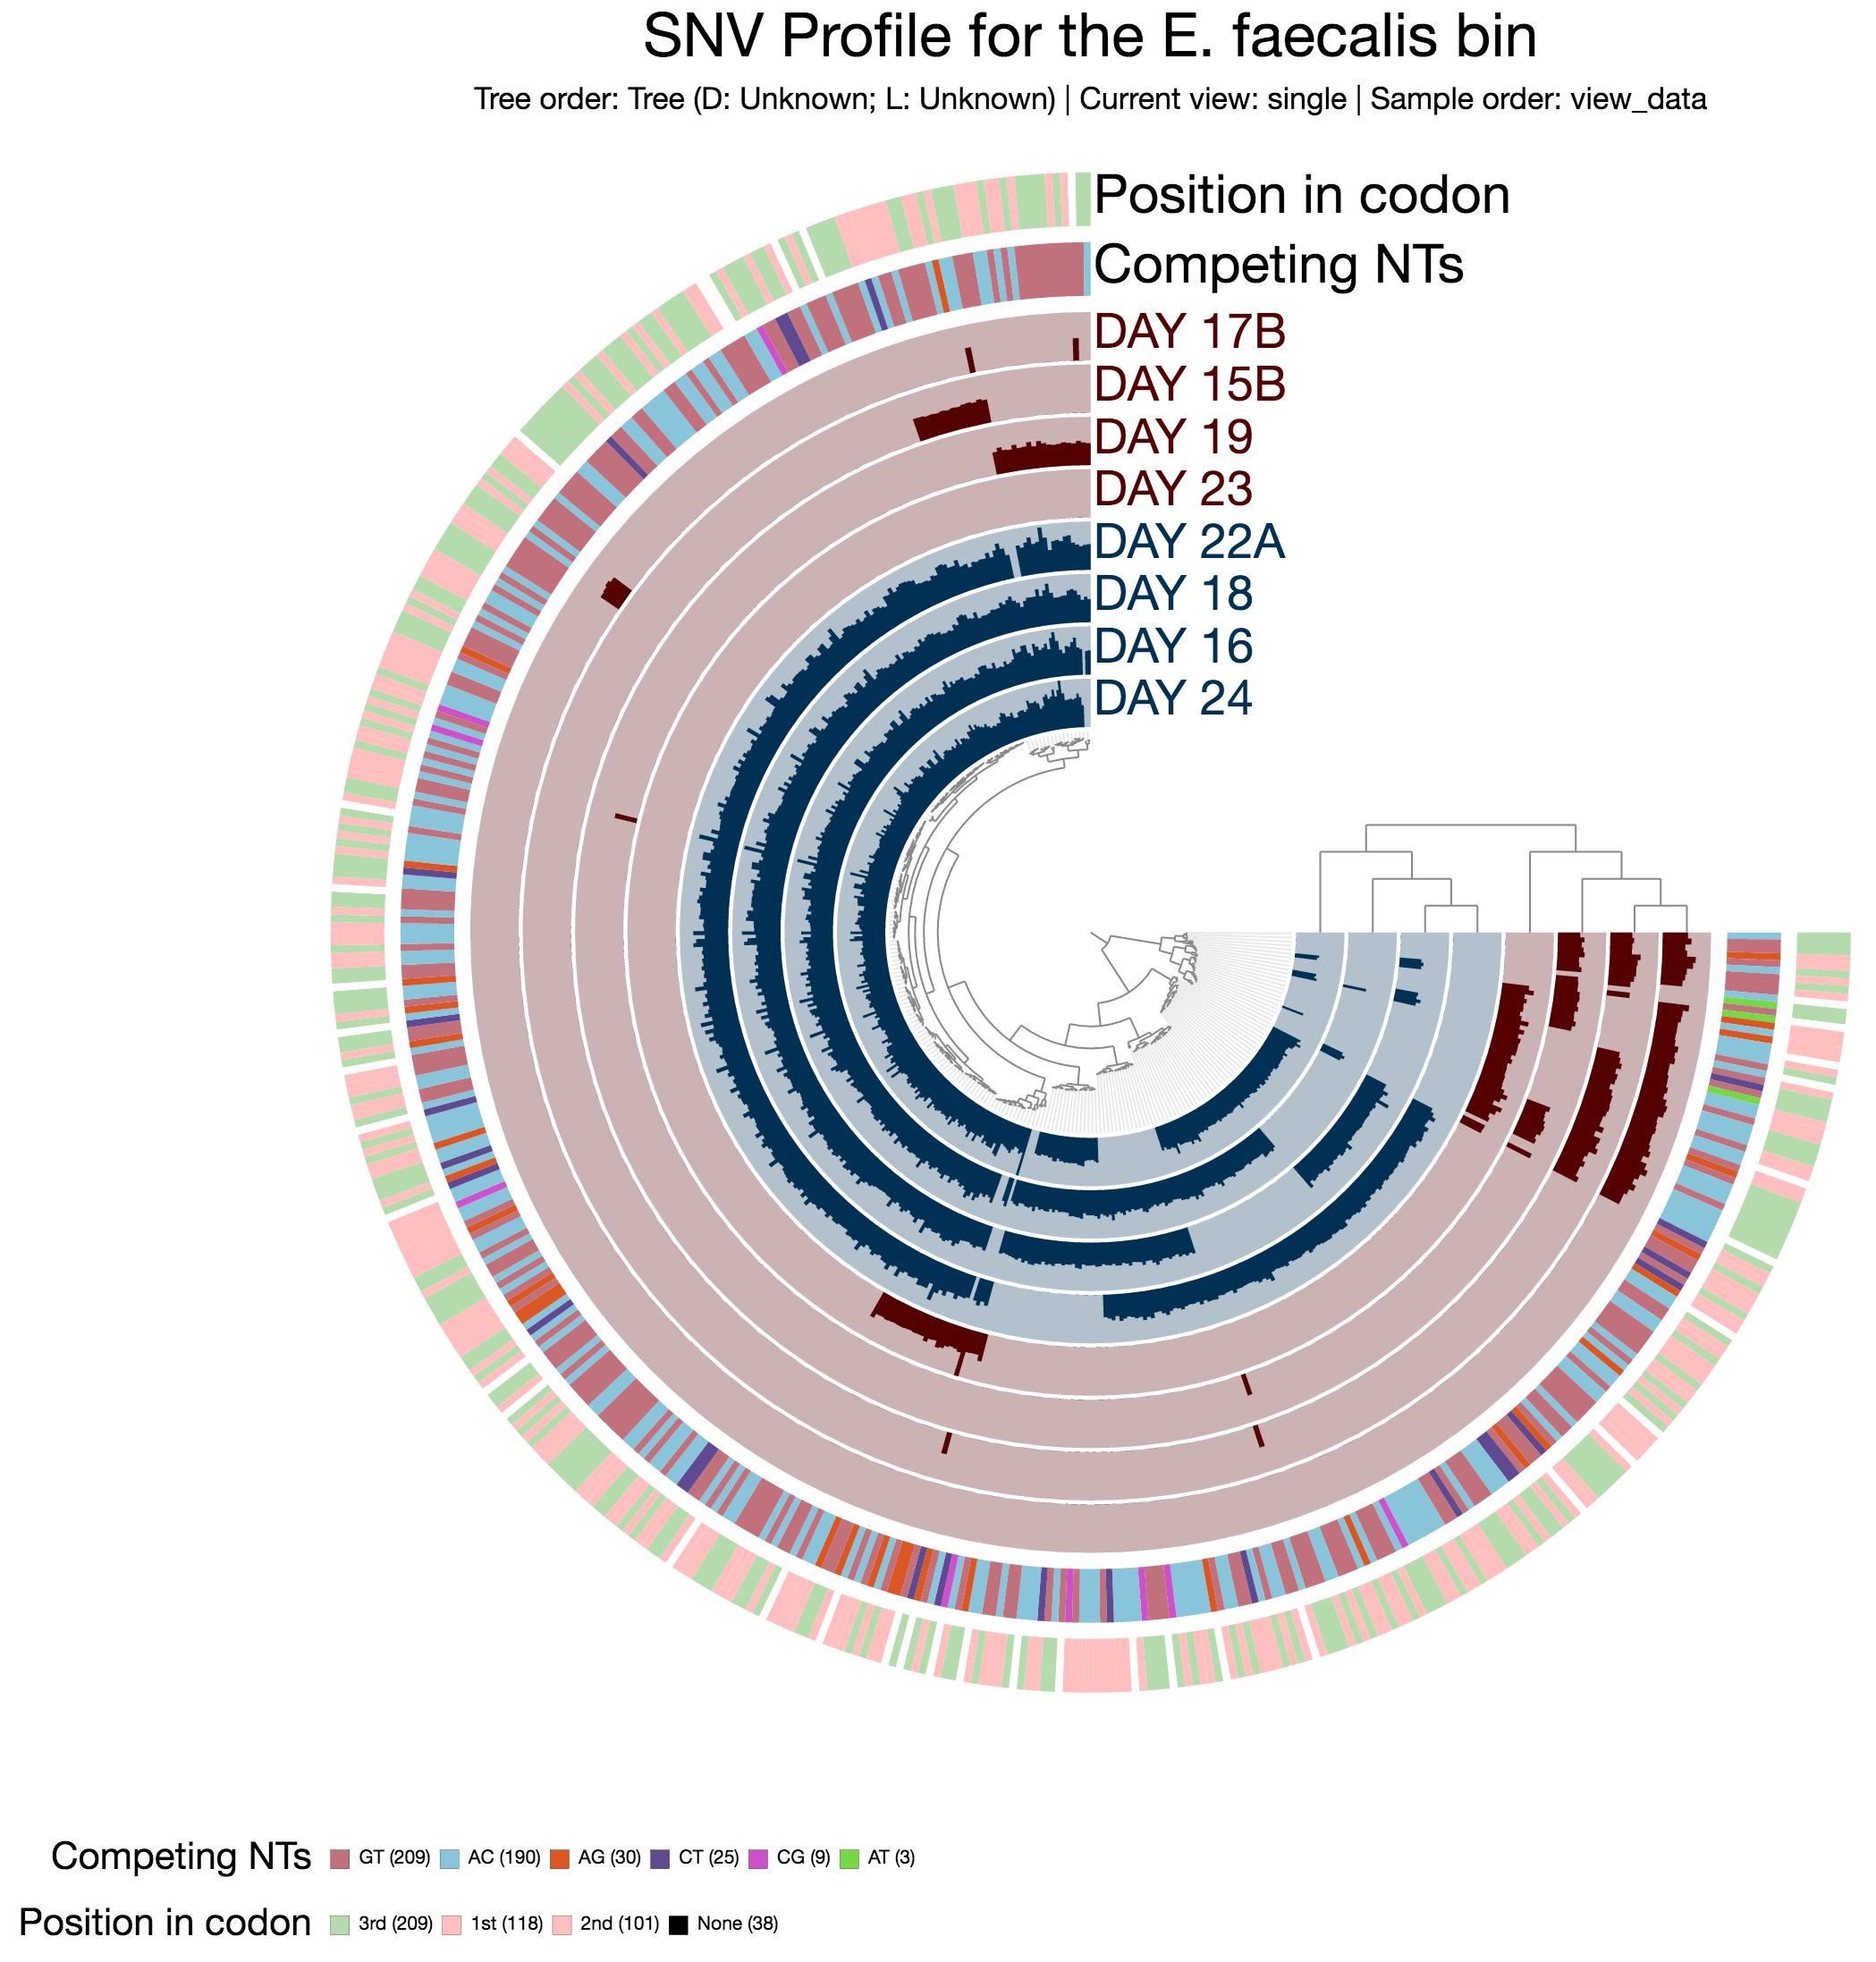 SNV Profile for the E. faecalis bin
Tree order: Tree (D: Unknown; L: Unknown) | Current view: single | Sample order: view_data
Position in codon
Competing NTs
DAY 17B
DAY 15B
DAY 19
DAY 23
DAY 22A
DAY 18
DAY 16
DAY 24
Competing NTs GT (209) AC (190) AG (30) CT (25) CG (9) AT (3)
Position in codon 3rd (209) 1st (118) 2nd (101) None (38)